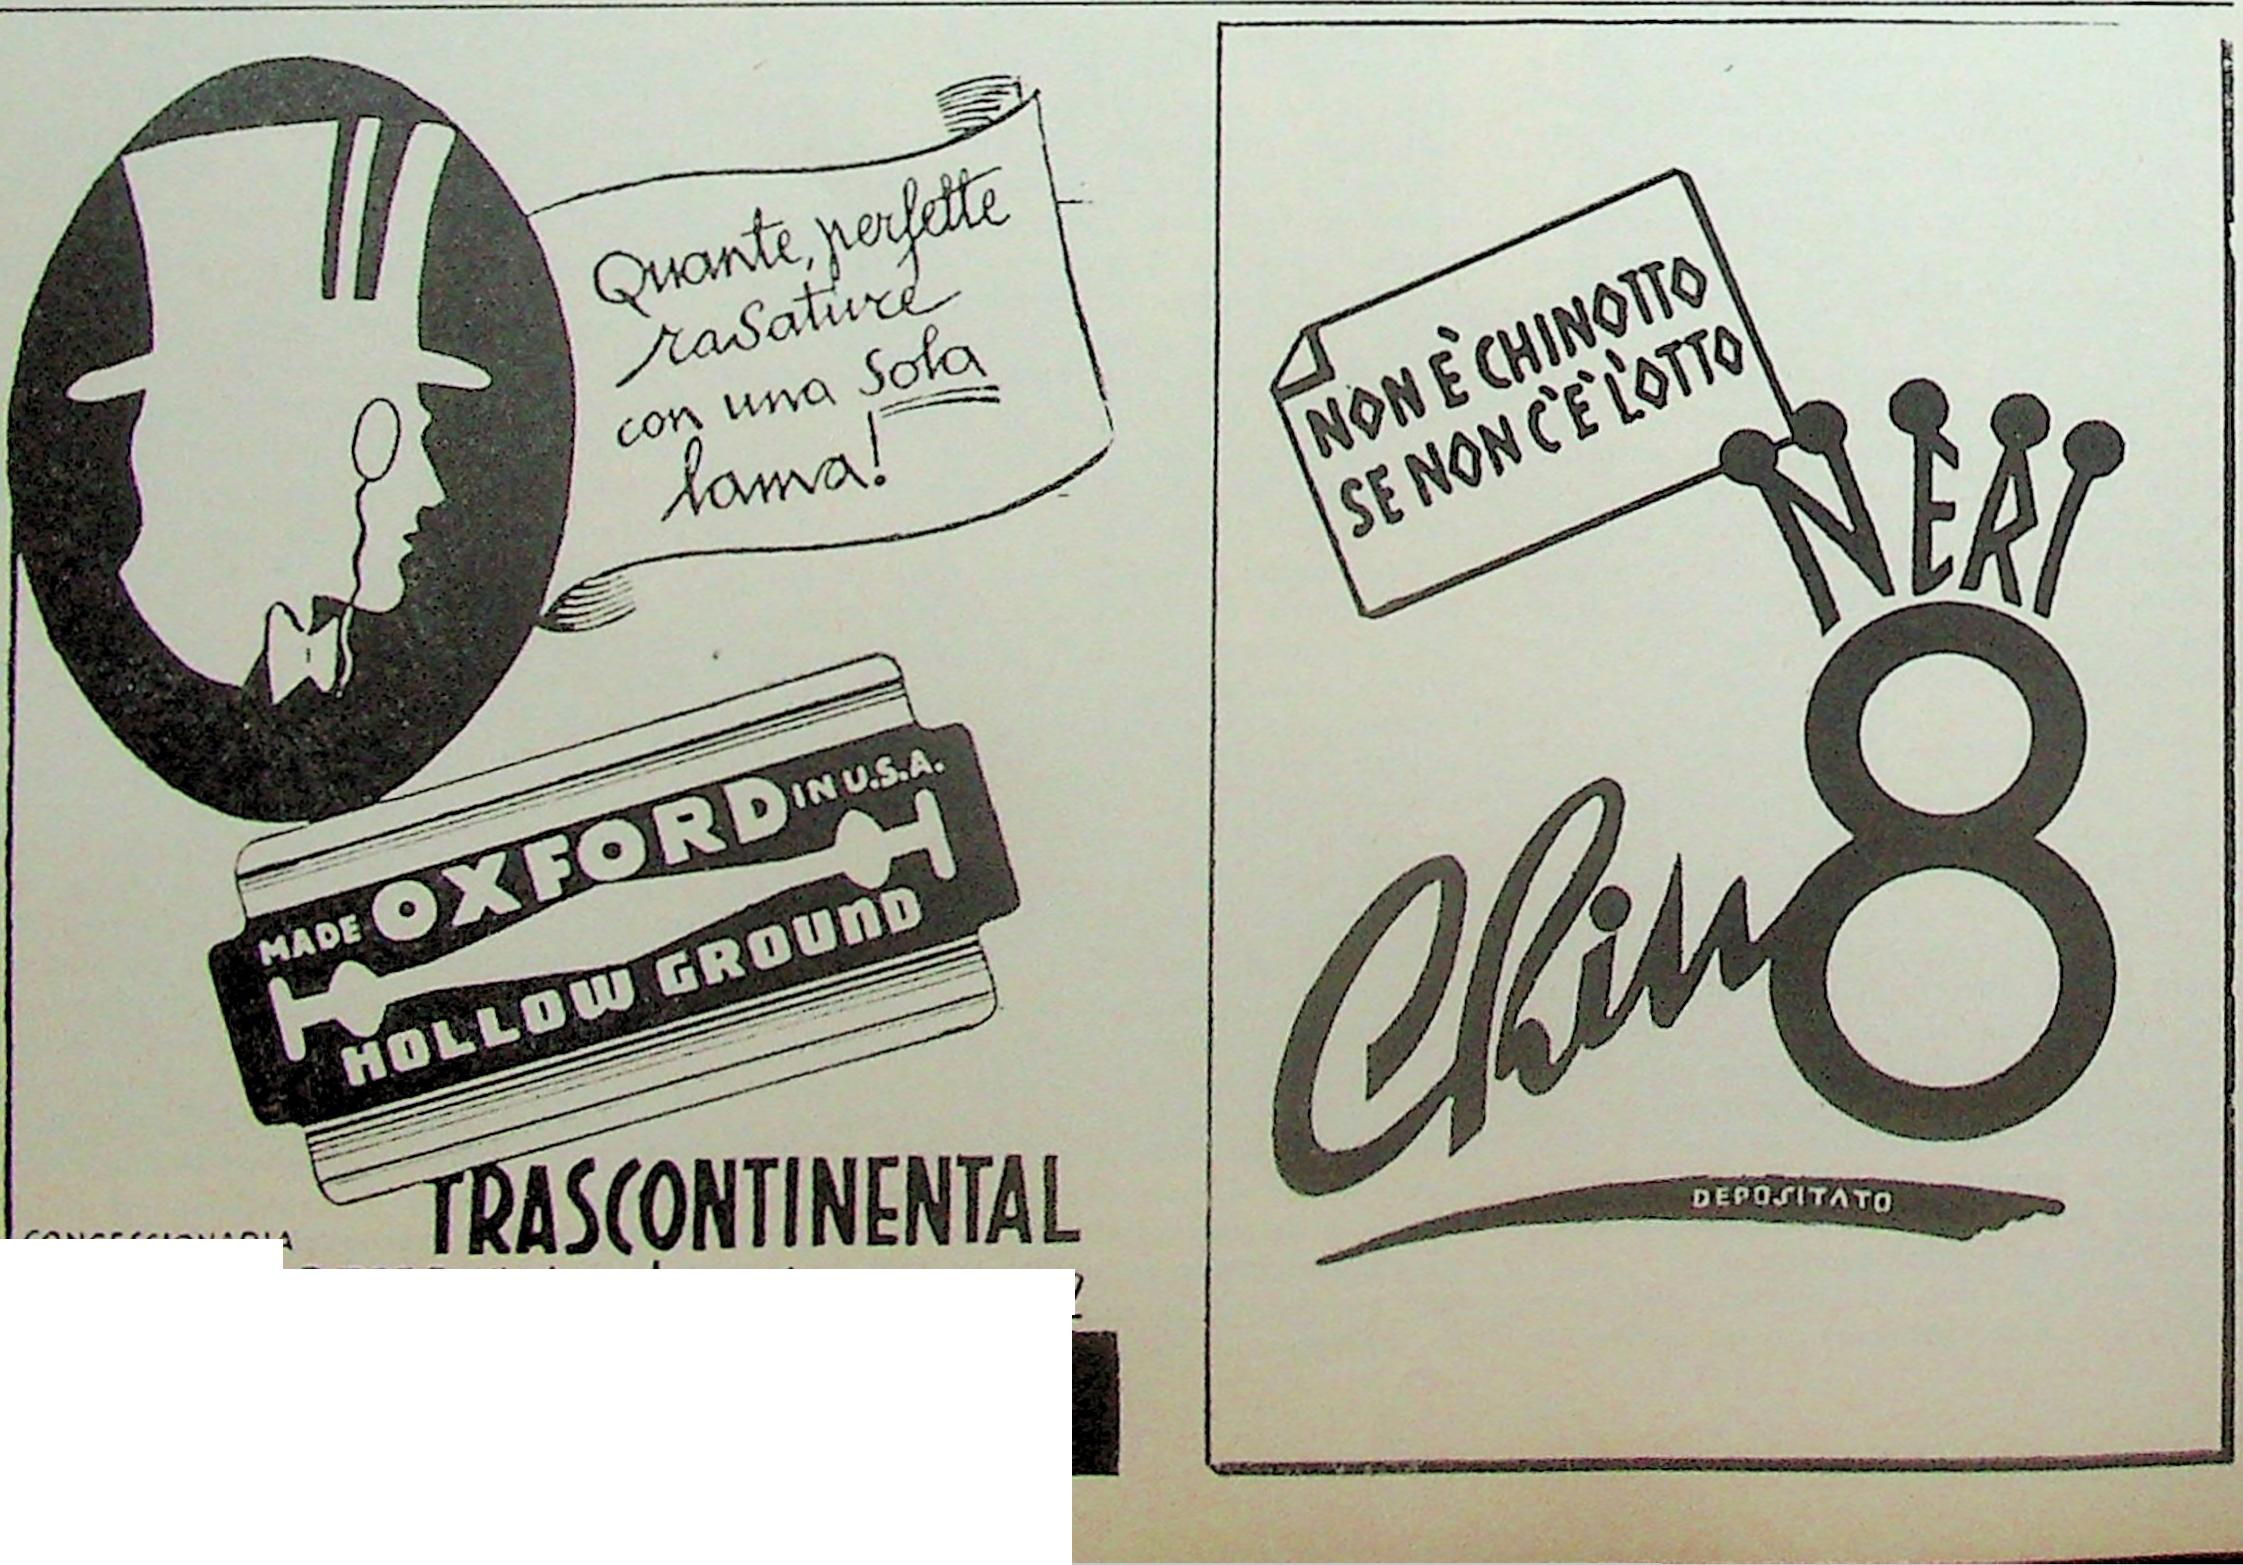 Quante, perfette
rasature
con una sola
lama!
MADE OXFORD IN U.S.A.
HOLLOW GROUND
TRASCONTINENTAL
CONCESSIONARIA
NON È CHINOTTO
SE NON C'È L'OTTO
NERI
Chin8
DEPOSITATO